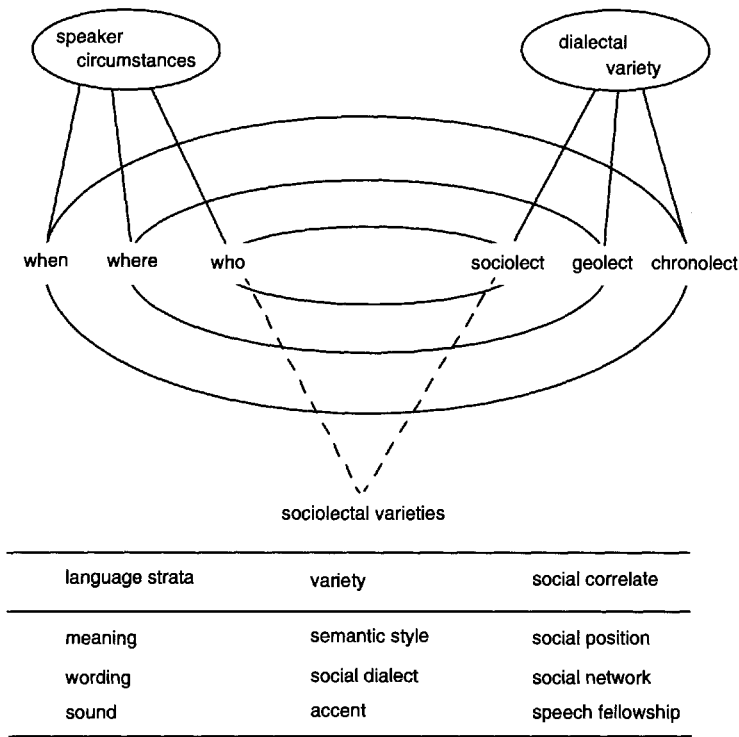 speaker
circumstances
dialectal
variety
when where who sociolect geolect chronolect
sociolectal varieties
language strata variety social correlate
meaning semantic style social position
wording social dialect social network
sound accent speech fellowship